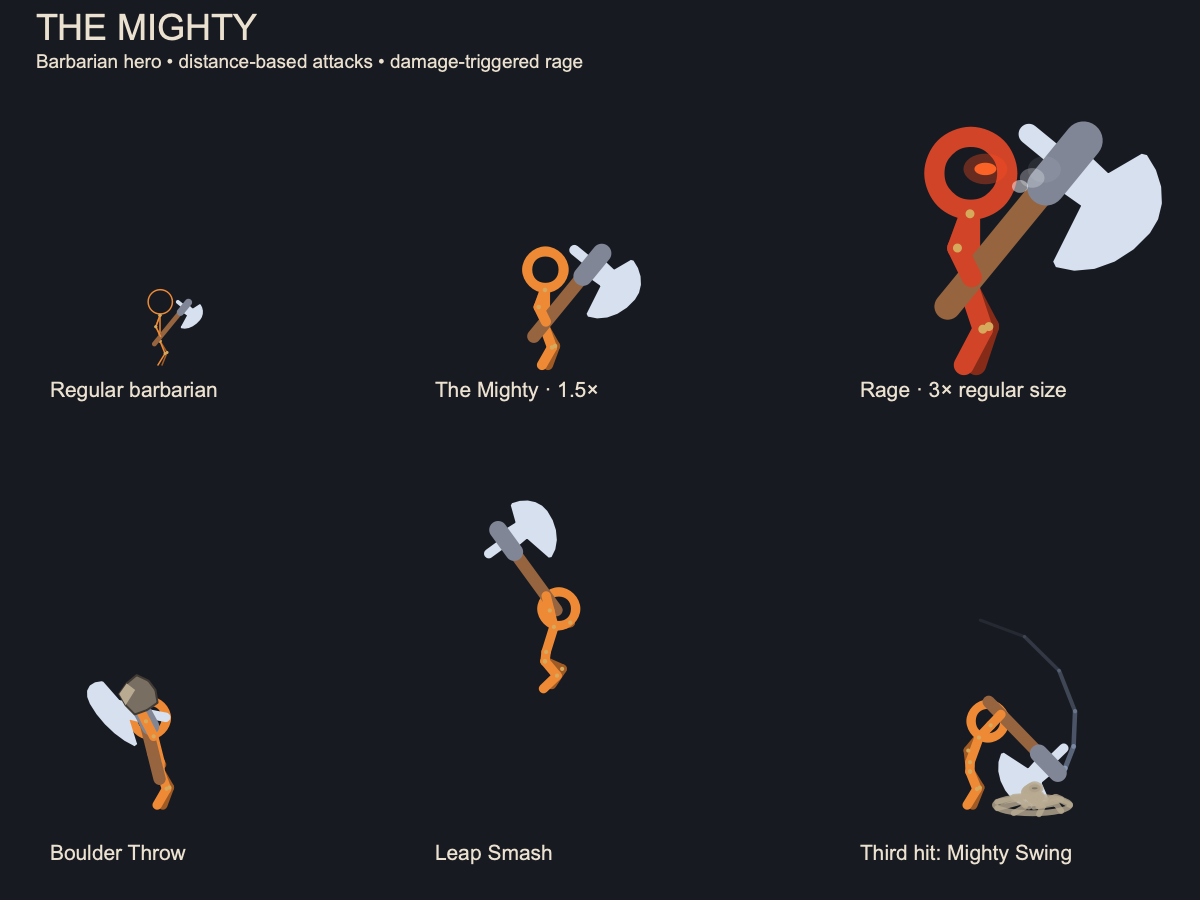 THE MIGHTY
Barbarian hero • distance-based attacks • damage-triggered rage
Regular barbarian
The Mighty · 1.5×
Rage · 3× regular size
Boulder Throw
Leap Smash
Third hit: Mighty Swing